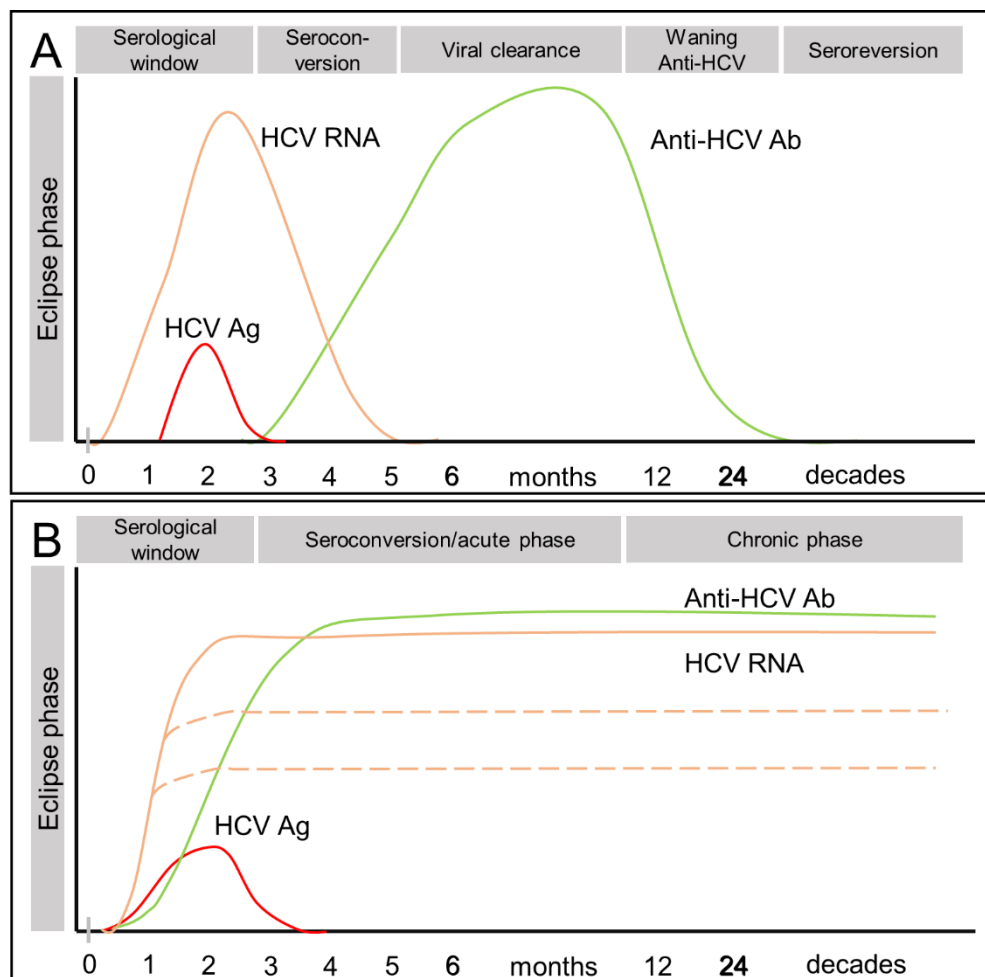 A
Serological
window
Serocon-
version
Viral clearance
Waning
Anti-HCV
Seroreversion
Eclipse phase
HCV RNA
Anti-HCV Ab
HCV Ag
0 1 2 3 4 5 6 months 12 24 decades
B
Serological
window
Seroconversion/acute phase
Chronic phase
Eclipse phase
Anti-HCV Ab
HCV RNA
HCV Ag
0 1 2 3 4 5 6 months 12 24 decades